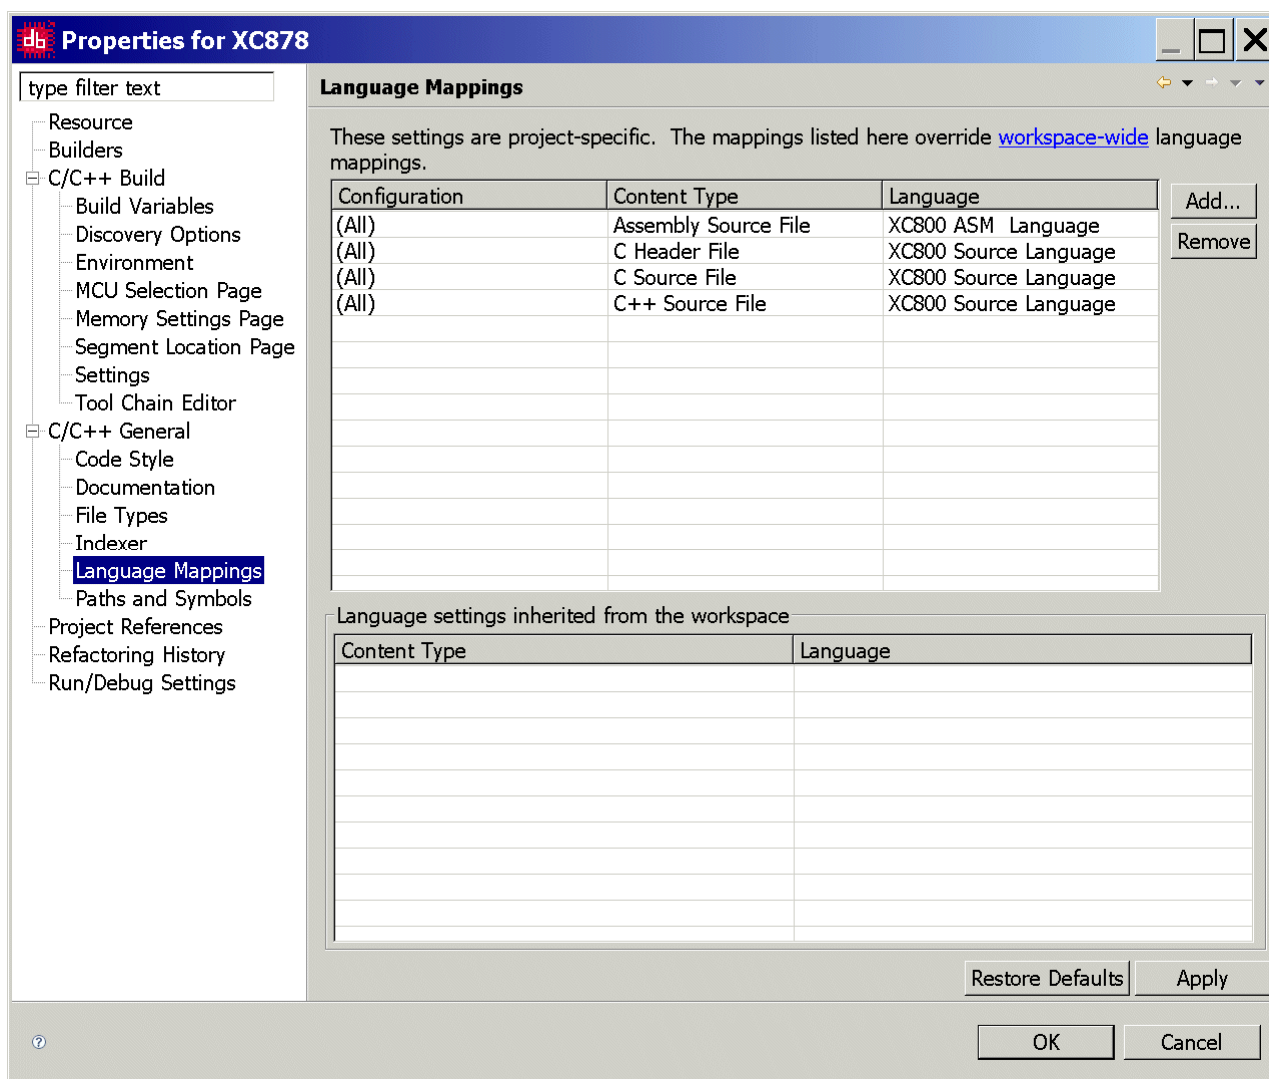 db Properties for XC878
type filter text
Resource
Builders
C/C++ Build
Build Variables
Discovery Options
Environment
MCU Selection Page
Memory Settings Page
Segment Location Page
Settings
Tool Chain Editor
C/C++ General
Code Style
Documentation
File Types
Indexer
Language Mappings
Paths and Symbols
Project References
Refactoring History
Run/Debug Settings
Language Mappings
These settings are project-specific.  The mappings listed here override workspace-wide language
mappings.
Configuration Content Type Language
(All) Assembly Source File XC800 ASM  Language
(All) C Header File XC800 Source Language
(All) C Source File XC800 Source Language
(All) C++ Source File XC800 Source Language
Add...
Remove
Language settings inherited from the workspace
Content Type Language
Restore Defaults Apply
? OK Cancel